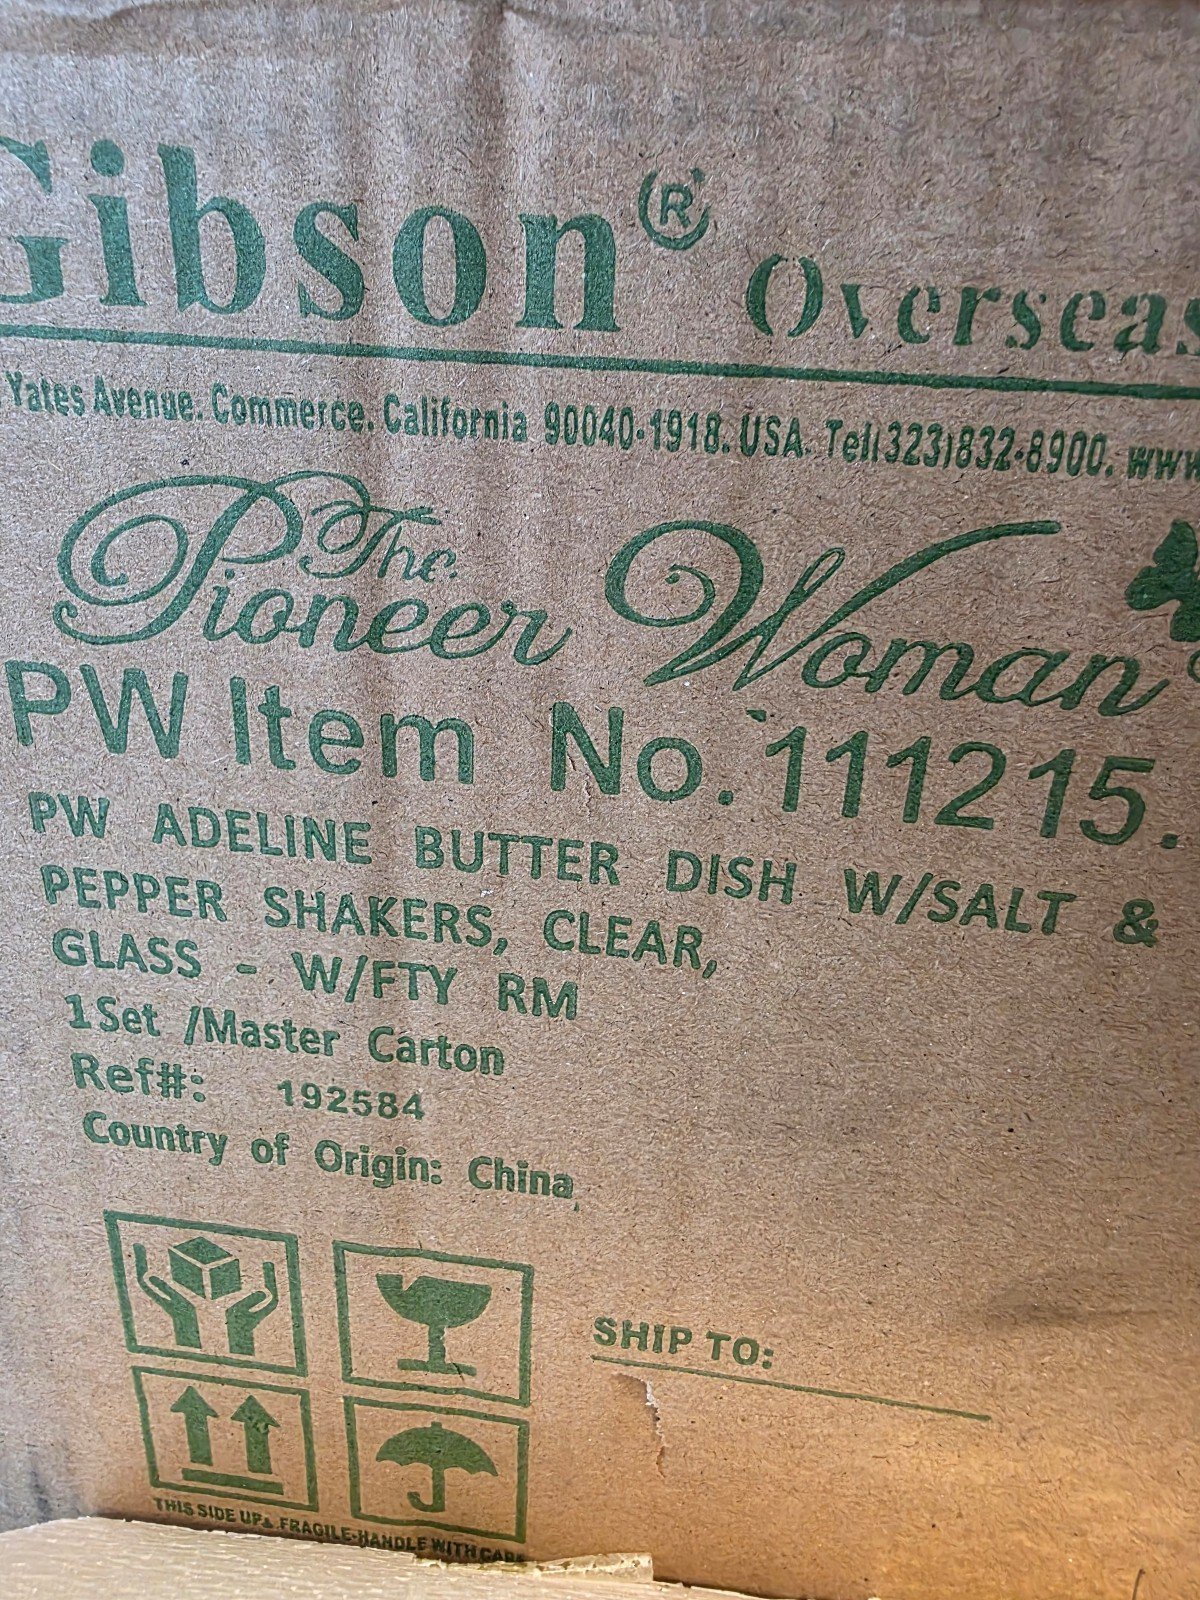 Gibson® Overseas
Yates Avenue. Commerce. California 90040-1918. USA. Tel(323)832-8900. www
The
Pioneer Woman
PW Item No. 111215.
PW ADELINE BUTTER DISH W/SALT &
PEPPER SHAKERS, CLEAR,
GLASS - W/FTY RM
1Set /Master Carton
Ref#: 192584
Country of Origin: China
SHIP TO:
THIS SIDE UP, FRAGILE-HANDLE WITH CARE